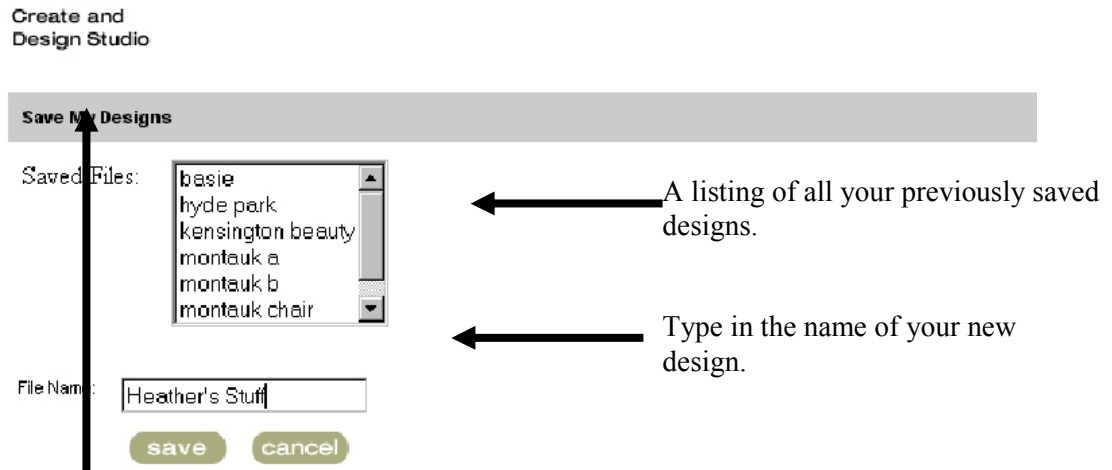 Create and
Design Studio
Save My Designs
Saved Files:
basie
hyde park
kensington beauty
montauk a
montauk b
montauk chair
A listing of all your previously saved
designs.
Type in the name of your new
design.
File Name:
Heather's Stuff
save cancel